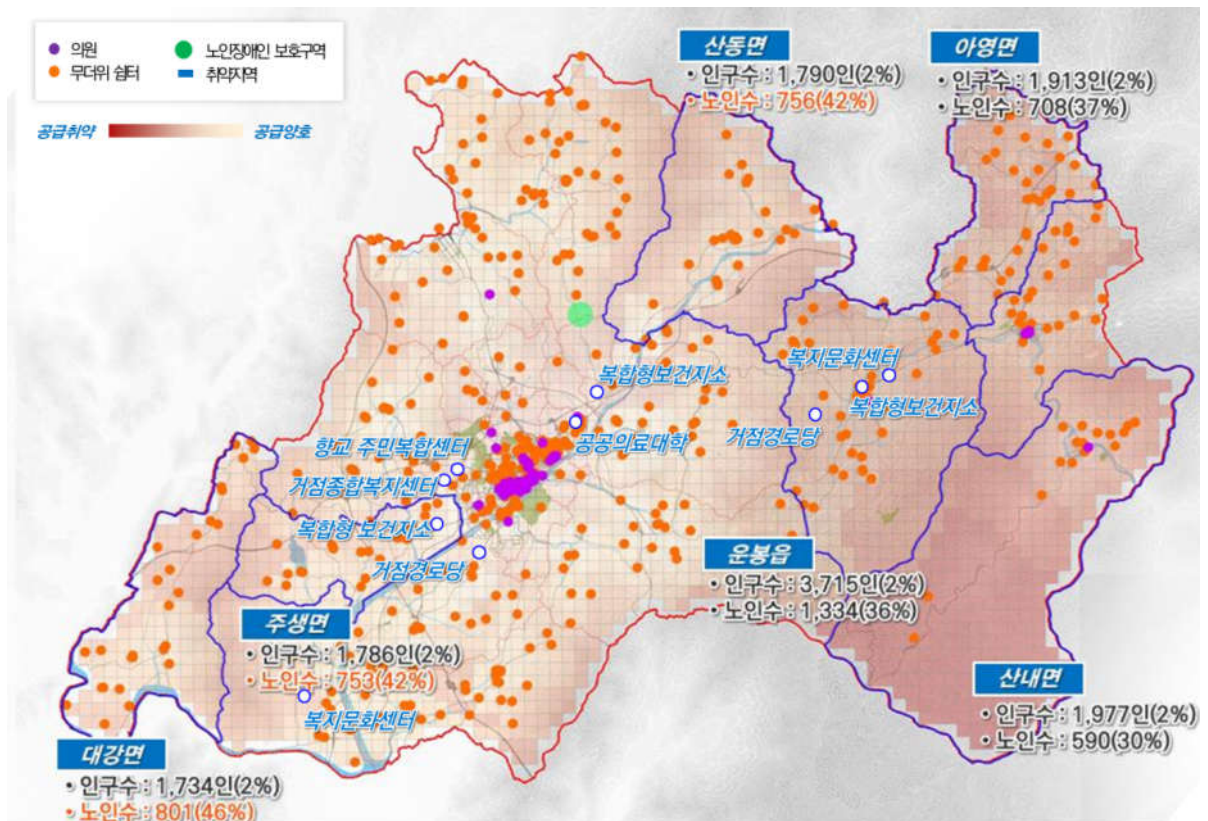 의원
노인장애인 보호구역
무더위 쉼터
취약지역
공급취약
공급양호
산동면
• 인구수 : 1,790인(2%)
• 노인수 : 756(42%)
아영면
• 인구수 : 1,913인(2%)
• 노인수 : 708(37%)
복지문화센터
복합형보건지소
복합형보건지소
거점경로당
공공의료대학
향교 주민복합센터
거점종합복지센터
복합형 보건지소
거점경로당
운봉읍
• 인구수 : 3,715인(2%)
• 노인수 : 1,334(36%)
주생면
• 인구수 : 1,786인(2%)
• 노인수 : 753(42%)
복지문화센터
산내면
• 인구수 : 1,977인(2%)
• 노인수 : 590(30%)
대강면
• 인구수 : 1,734인(2%)
• 노인수 : 801(46%)